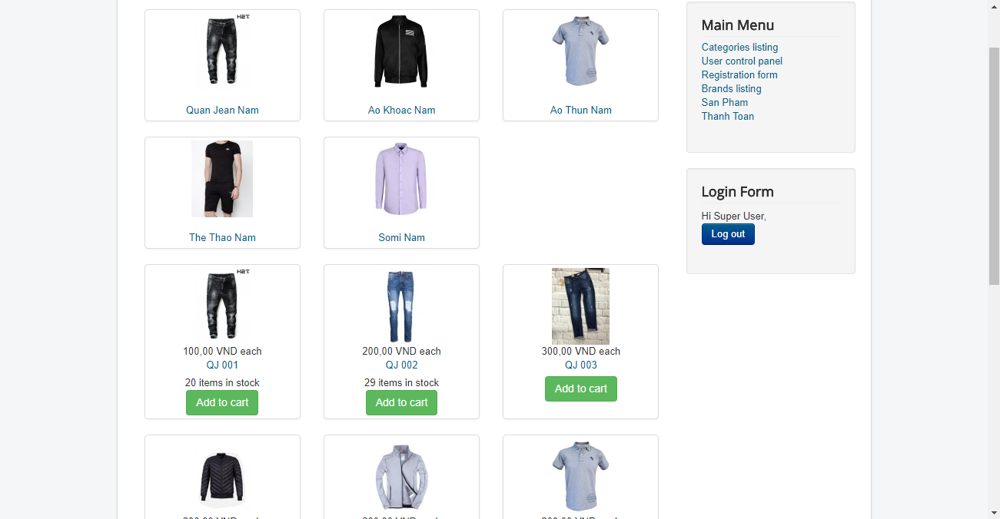 H2T
Quan Jean Nam
Ao Khoac Nam
Ao Thun Nam
The Thao Nam
Somi Nam
H2T
100,00 VND each
QJ 001
20 items in stock
Add to cart
200,00 VND each
QJ 002
29 items in stock
Add to cart
300,00 VND each
QJ 003
Add to cart
Main Menu
Categories listing
User control panel
Registration form
Brands listing
San Pham
Thanh Toan
Login Form
Hi Super User,
Log out